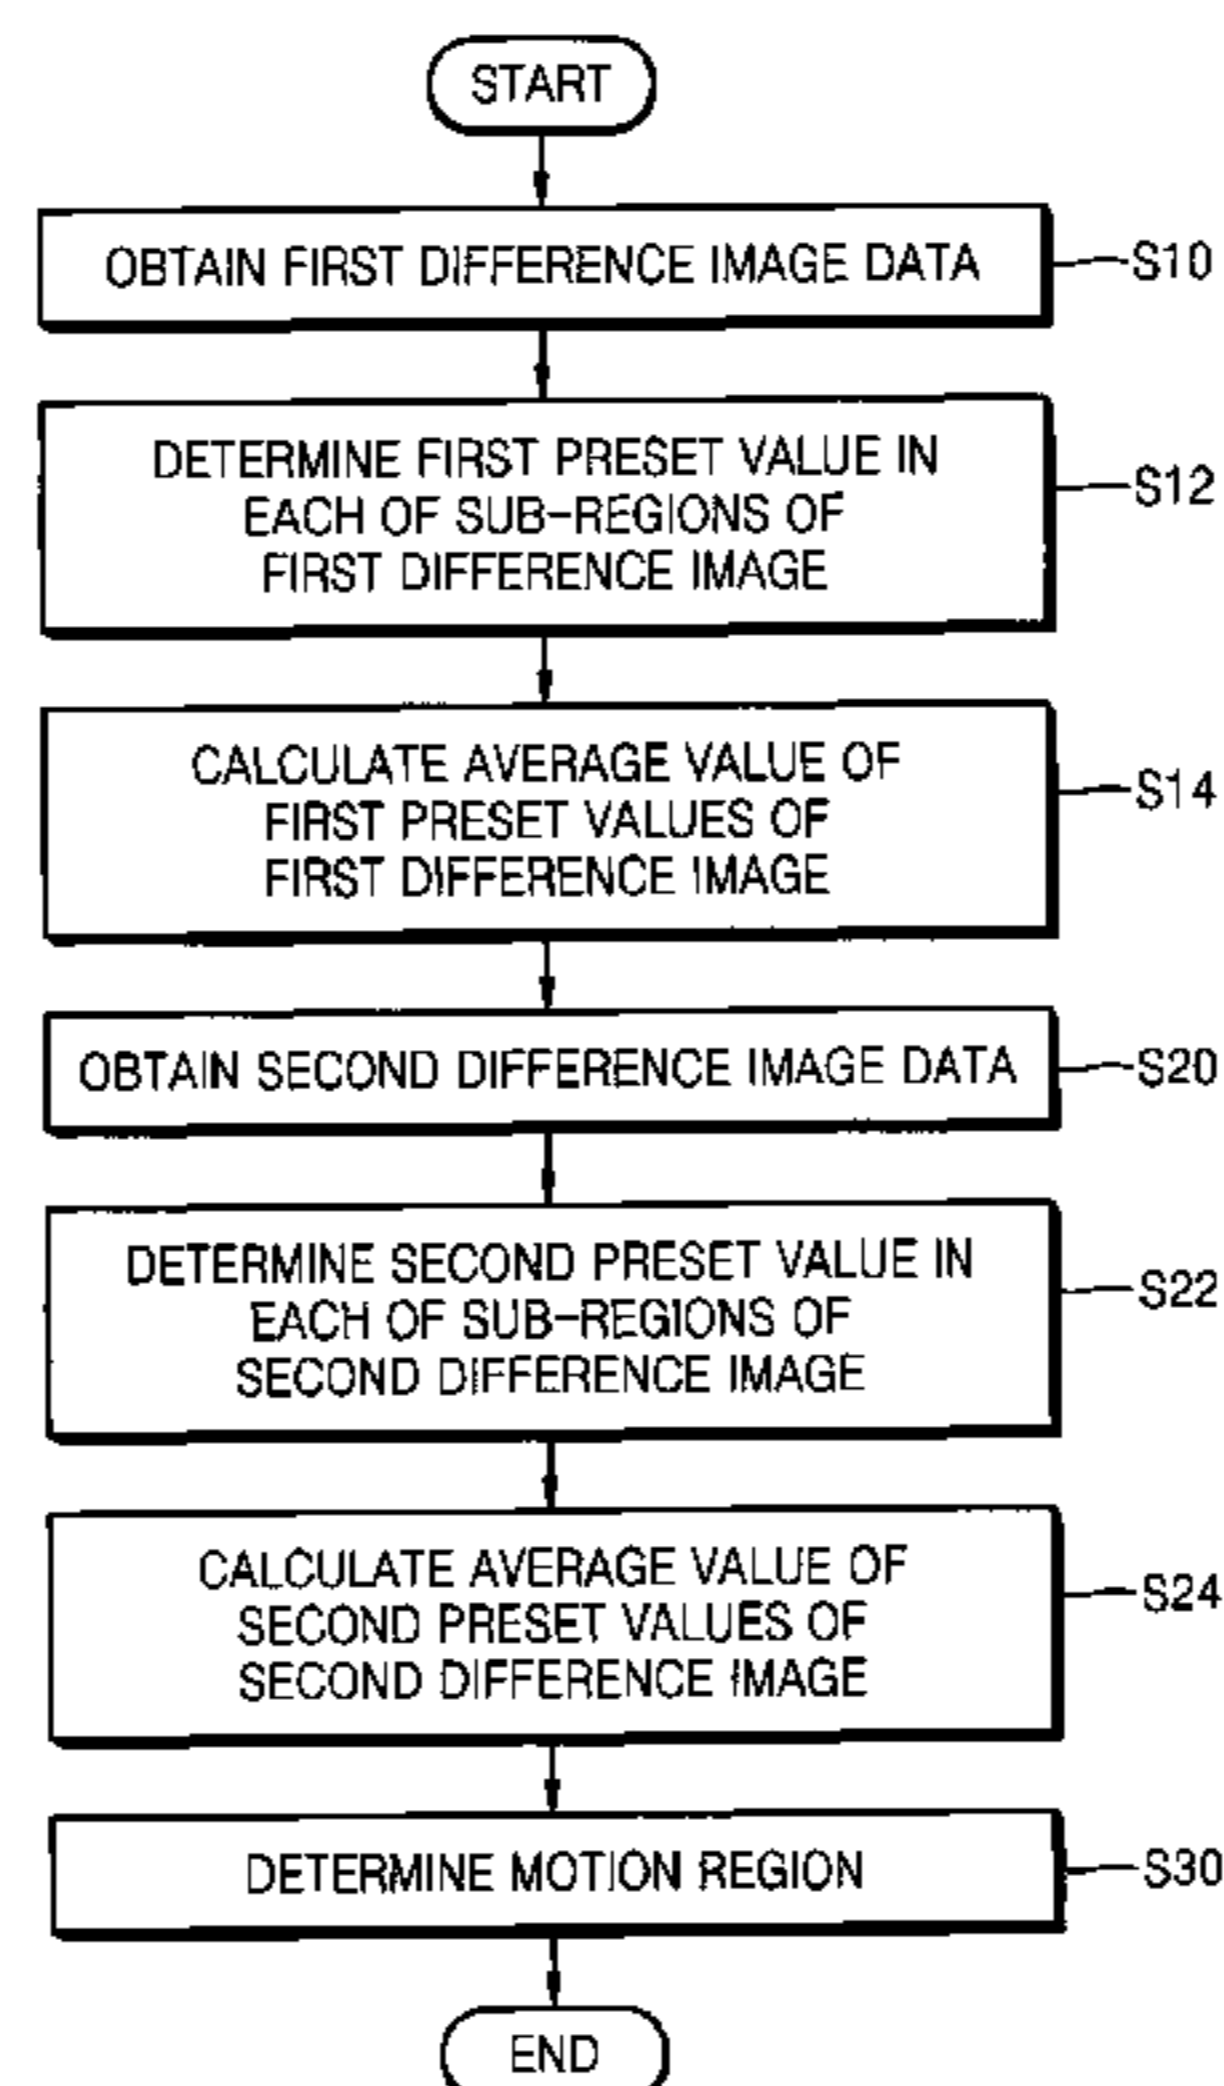 START
OBTAIN FIRST DIFFERENCE IMAGE DATA
S10
DETERMINE FIRST PRESET VALUE IN
EACH OF SUB-REGIONS OF
FIRST DIFFERENCE IMAGE
S12
CALCULATE AVERAGE VALUE OF
FIRST PRESET VALUES OF
FIRST DIFFERENCE IMAGE
S14
OBTAIN SECOND DIFFERENCE IMAGE DATA
S20
DETERMINE SECOND PRESET VALUE IN
EACH OF SUB-REGIONS OF
SECOND DIFFERENCE IMAGE
S22
CALCULATE AVERAGE VALUE OF
SECOND PRESET VALUES OF
SECOND DIFFERENCE IMAGE
S24
DETERMINE MOTION REGION
S30
END